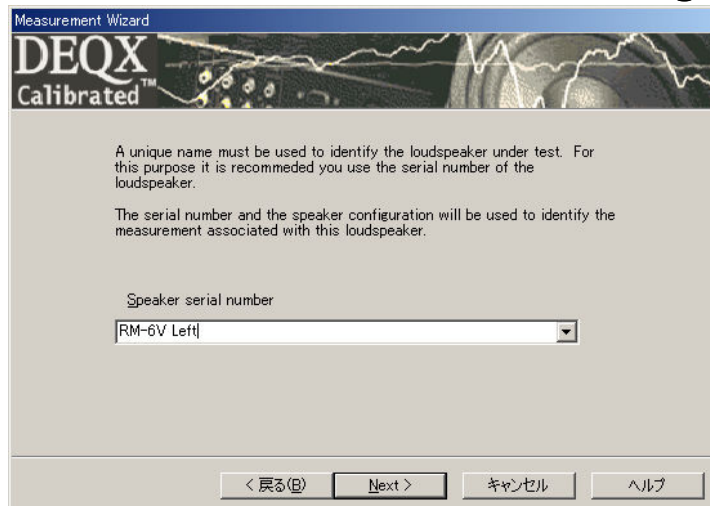 Measurement Wizard
DEQX
Calibrated™
A unique name must be used to identify the loudspeaker under test. For
this purpose it is recommeded you use the serial number of the
loudspeaker.
The serial number and the speaker configuration will be used to identify the
measurement associated with this loudspeaker.
Speaker serial number
RM-6V Left
< 戻る(B) Next > キャンセル ヘルプ